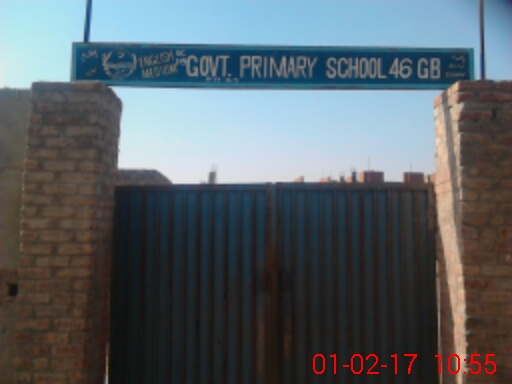 ENGLISH MEDIUM
GOVT. PRIMARY SCHOOL 46 GB
01-02-17 10:55